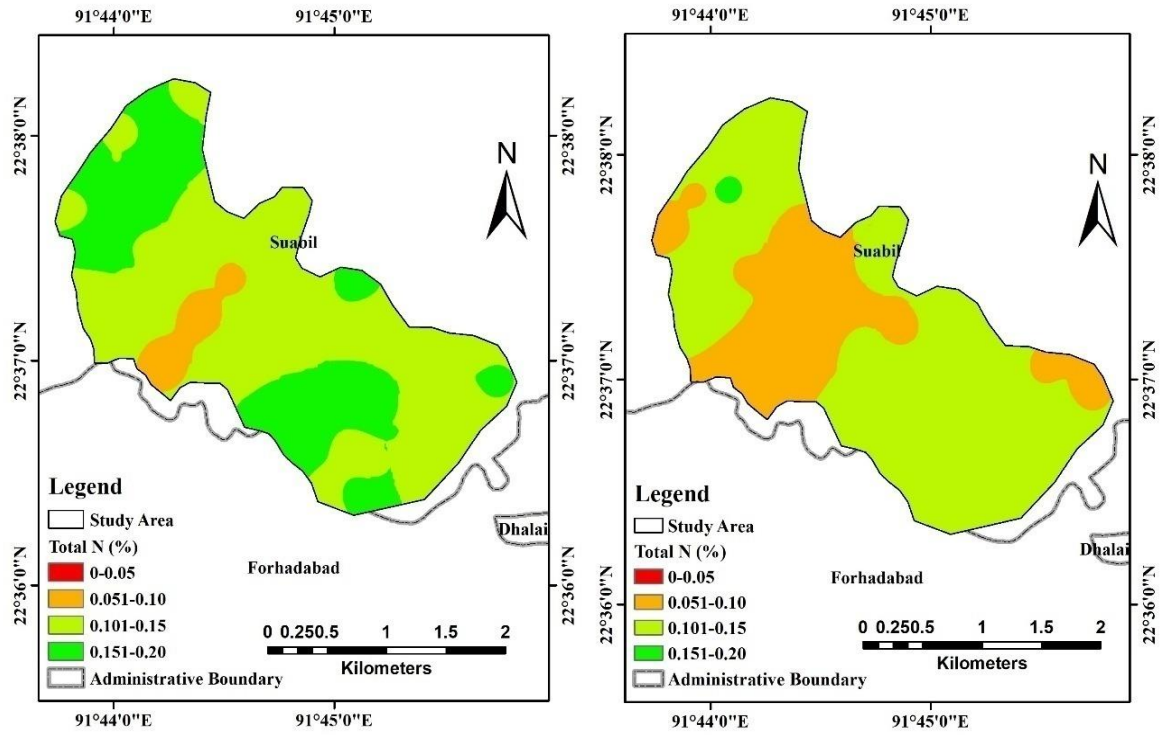 91°44'0"E 91°45'0"E
22°38'0"N 22°38'0"N
N
Suabil
22°37'0"N 22°37'0"N
Legend
Study Area
Total N (%)
0-0.05
0.051-0.10
0.101-0.15
0.151-0.20
Administrative Boundary
Dhalai
Forhadabad
22°36'0"N 22°36'0"N
0 0.25 0.5 1 1.5 2
Kilometers
91°44'0"E 91°45'0"E
91°44'0"E 91°45'0"E
22°38'0"N 22°38'0"N
N
Suabil
22°37'0"N 22°37'0"N
Legend
Study Area
Total N (%)
0-0.05
0.051-0.10
0.101-0.15
0.151-0.20
Administrative Boundary
Dhalai
Forhadabad
22°36'0"N 22°36'0"N
0 0.25 0.5 1 1.5 2
Kilometers
91°44'0"E 91°45'0"E